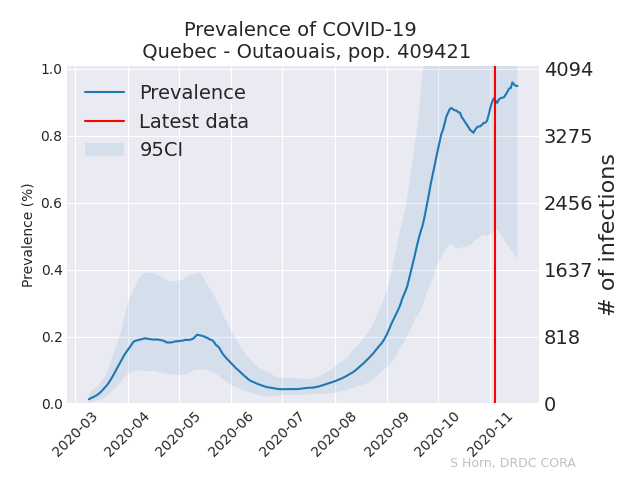 Prevalence of COVID-19
Quebec - Outaouais, pop. 409421
Prevalence
Latest data
95CI
Prevalence (%)
1.0
0.8
0.6
0.4
0.2
0.0
4094
3275
2456
1637
818
0
# of infections
2020-03
2020-04
2020-05
2020-06
2020-07
2020-08
2020-09
2020-10
2020-11
S Horn, DRDC CORA